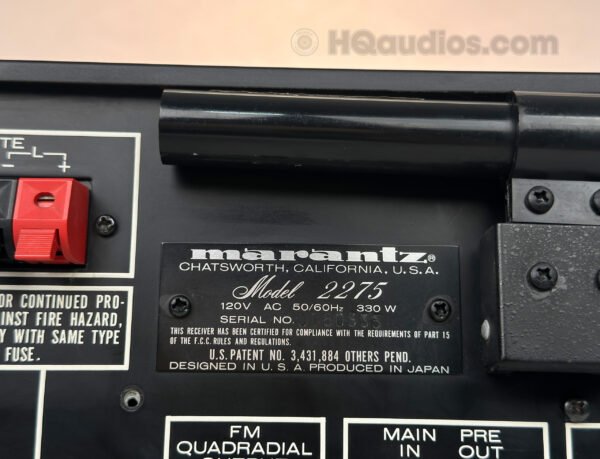 HQaudios.com
TE
- L +
marantz®
CHATSWORTH, CALIFORNIA, U.S.A.
Model 2275
120V AC 50/60Hz 330W
SERIAL NO.
THIS RECEIVER HAS BEEN CERTIFIED FOR COMPLIANCE WITH THE REQUIREMENTS OF PART 15
OF THE F.C.C. RULES AND REGULATIONS.
U.S. PATENT NO. 3,431,884 OTHERS PEND.
DESIGNED IN U.S.A. PRODUCED IN JAPAN
OR CONTINUED PRO-
INST FIRE HAZARD,
Y WITH SAME TYPE
FUSE.
FM
QUADRADIAL
MAIN PRE
IN OUT